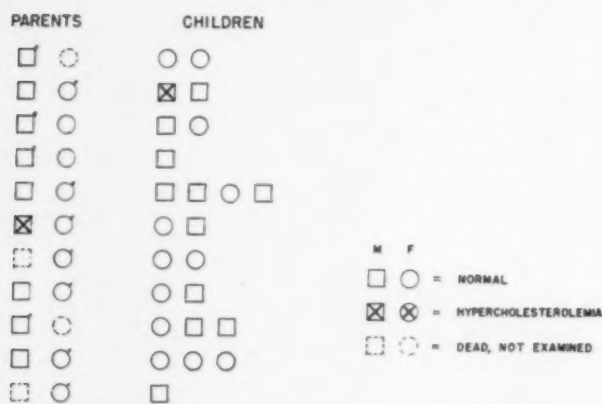 PARENTS CHILDREN
M F
= NORMAL
= HYPERCHOLESTEROLEMIA
= DEAD, NOT EXAMINED